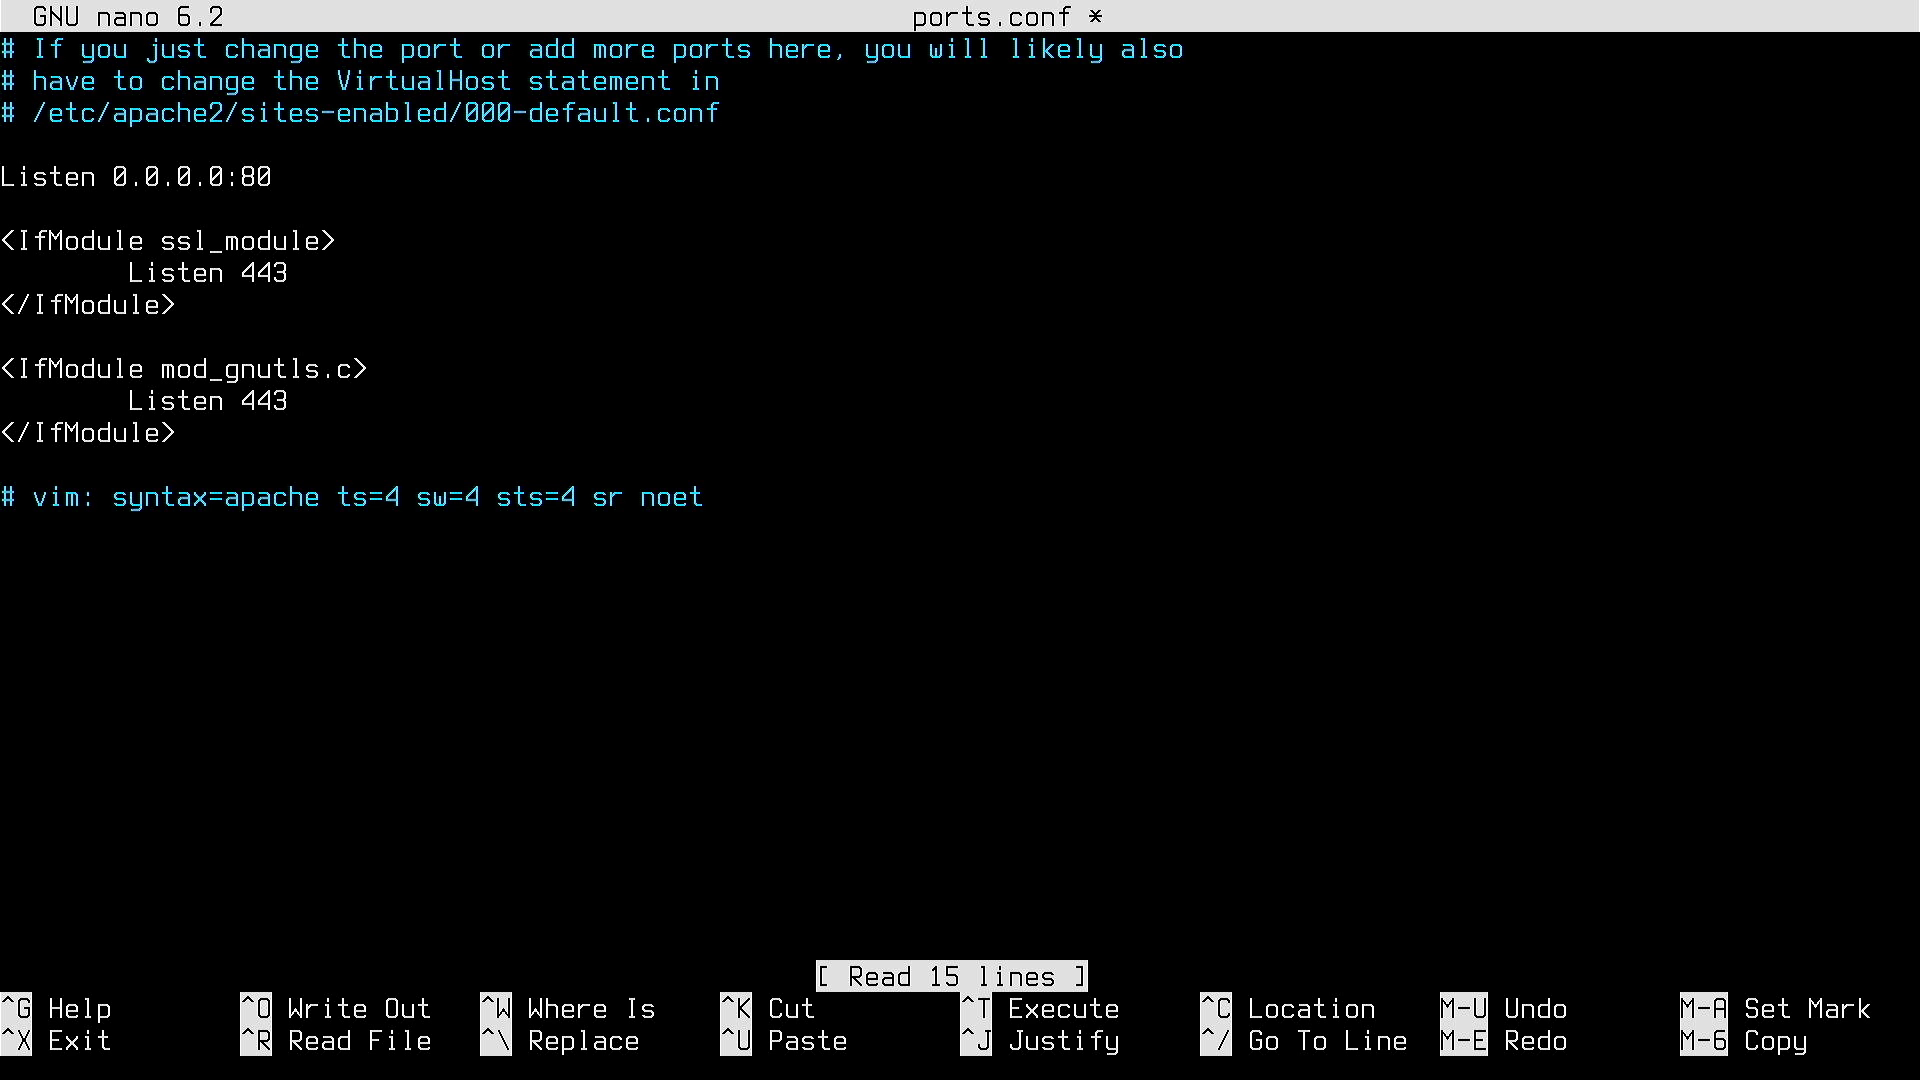 GNU nano 6.2 ports.conf *
# If you just change the port or add more ports here, you will likely also
# have to change the VirtualHost statement in
# /etc/apache2/sites-enabled/000-default.conf
Listen 0.0.0.0:80
<IfModule ssl_module>
Listen 443
</IfModule>
<IfModule mod_gnutls.c>
Listen 443
</IfModule>
# vim: syntax=apache ts=4 sw=4 sts=4 sr noet
[ Read 15 lines ]
^G Help ^O Write Out ^W Where Is ^K Cut ^T Execute ^C Location M-U Undo M-A Set Mark
^X Exit ^R Read File ^\ Replace ^U Paste ^J Justify ^/ Go To Line M-E Redo M-6 Copy